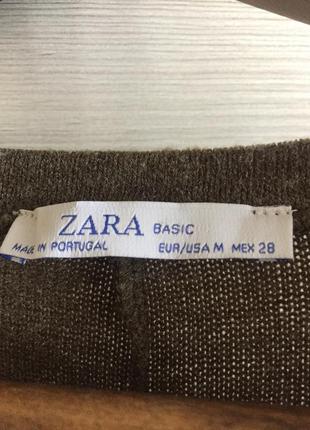 ZARA BASIC
MADE IN PORTUGAL EUR/USA M MEX 28